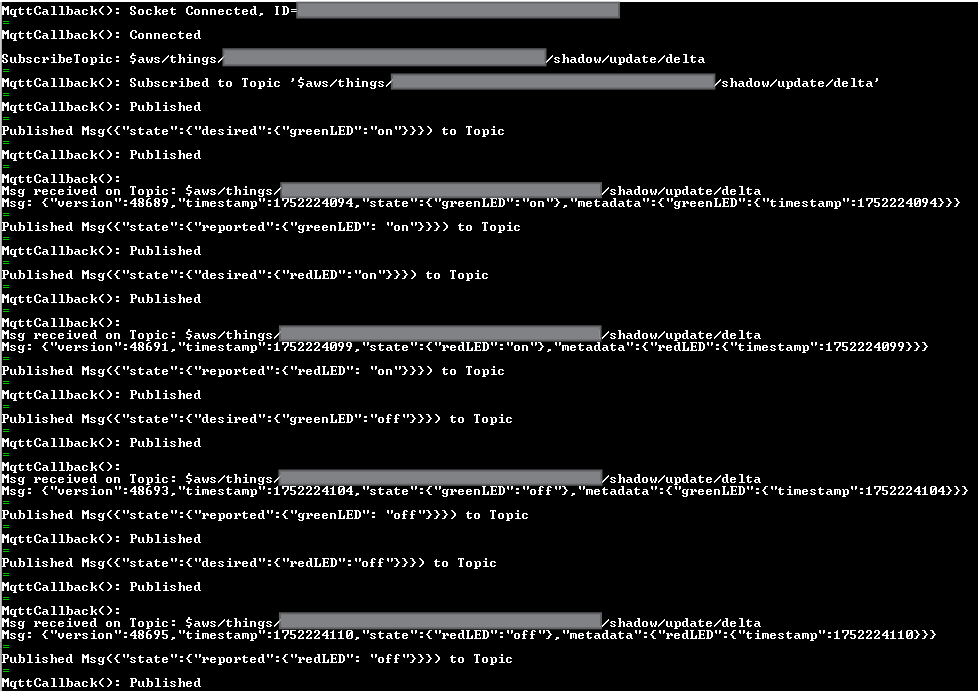 MqttCallback(): Socket Connected, ID=
=
MqttCallback(): Connected
=
SubscribeTopic: $aws/things/ /shadow/update/delta
=
MqttCallback(): Subscribed to Topic '$aws/things/ /shadow/update/delta'
=
MqttCallback(): Published
=
Published Msg({"state":{"desired":{"greenLED":"on"}}}) to Topic
=
MqttCallback(): Published
=
MqttCallback():
Msg received on Topic: $aws/things/ /shadow/update/delta
Msg: {"version":48689,"timestamp":1752224094,"state":{"greenLED":"on"},"metadata":{"greenLED":{"timestamp":1752224094}}}
=
Published Msg({"state":{"reported":{"greenLED": "on"}}}) to Topic
=
MqttCallback(): Published
=
Published Msg({"state":{"desired":{"redLED":"on"}}}) to Topic
=
MqttCallback(): Published
=
MqttCallback():
Msg received on Topic: $aws/things/ /shadow/update/delta
Msg: {"version":48691,"timestamp":1752224099,"state":{"redLED":"on"},"metadata":{"redLED":{"timestamp":1752224099}}}
=
Published Msg({"state":{"reported":{"redLED": "on"}}}) to Topic
=
MqttCallback(): Published
=
Published Msg({"state":{"desired":{"greenLED":"off"}}}) to Topic
=
MqttCallback(): Published
=
MqttCallback():
Msg received on Topic: $aws/things/ /shadow/update/delta
Msg: {"version":48693,"timestamp":1752224104,"state":{"greenLED":"off"},"metadata":{"greenLED":{"timestamp":1752224104}}}
=
Published Msg({"state":{"reported":{"greenLED": "off"}}}) to Topic
=
MqttCallback(): Published
=
Published Msg({"state":{"desired":{"redLED":"off"}}}) to Topic
=
MqttCallback(): Published
=
MqttCallback():
Msg received on Topic: $aws/things/ /shadow/update/delta
Msg: {"version":48695,"timestamp":1752224110,"state":{"redLED":"off"},"metadata":{"redLED":{"timestamp":1752224110}}}
=
Published Msg({"state":{"reported":{"redLED": "off"}}}) to Topic
=
MqttCallback(): Published